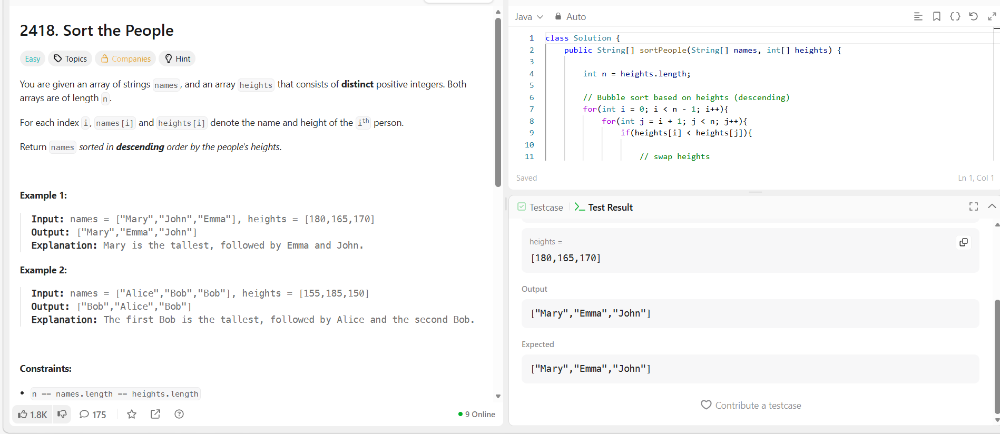 2418. Sort the People
Easy Topics Companies Hint
You are given an array of strings names, and an array heights that consists of distinct positive integers. Both
arrays are of length n.
For each index i, names[i] and heights[i] denote the name and height of the ith person.
Return names sorted in descending order by the people's heights.
Example 1:
Input: names = ["Mary","John","Emma"], heights = [180,165,170]
Output: ["Mary","Emma","John"]
Explanation: Mary is the tallest, followed by Emma and John.
Example 2:
Input: names = ["Alice","Bob","Bob"], heights = [155,185,150]
Output: ["Bob","Alice","Bob"]
Explanation: The first Bob is the tallest, followed by Alice and the second Bob.
Constraints:
• n == names.length == heights.length
1.8K 175 9 Online
Java Auto
1 class Solution {
2 public String[] sortPeople(String[] names, int[] heights) {
3
4 int n = heights.length;
5
6 // Bubble sort based on heights (descending)
7 for(int i = 0; i < n - 1; i++){
8 for(int j = i + 1; j < n; j++){
9 if(heights[i] < heights[j]){
10
11 // swap heights
Saved Ln 1, Col 1
Testcase Test Result
heights =
[180,165,170]
Output
["Mary","Emma","John"]
Expected
["Mary","Emma","John"]
Contribute a testcase